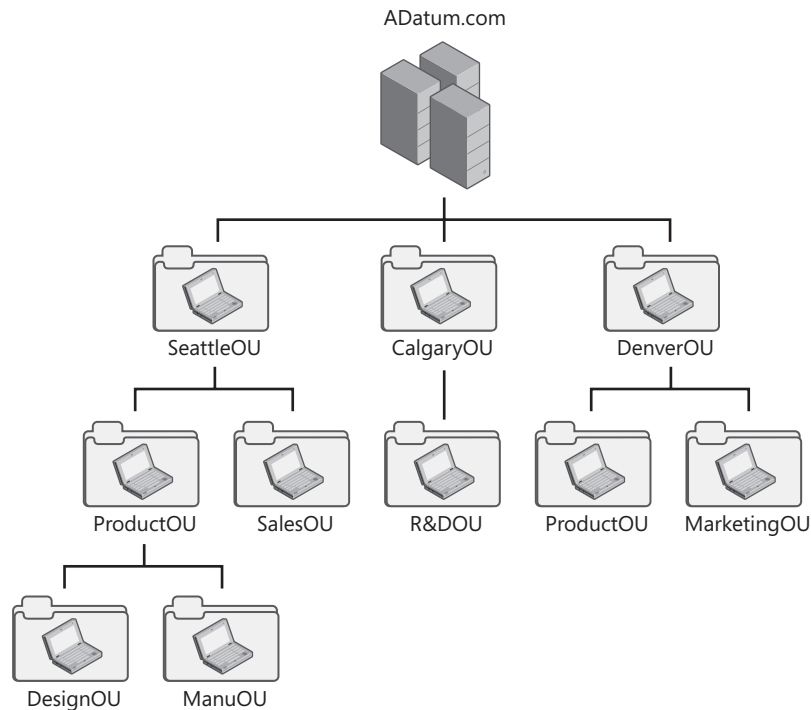 ADatum.com
SeattleOU
CalgaryOU
DenverOU
ProductOU
SalesOU
R&DOU
ProductOU
MarketingOU
DesignOU
ManuOU